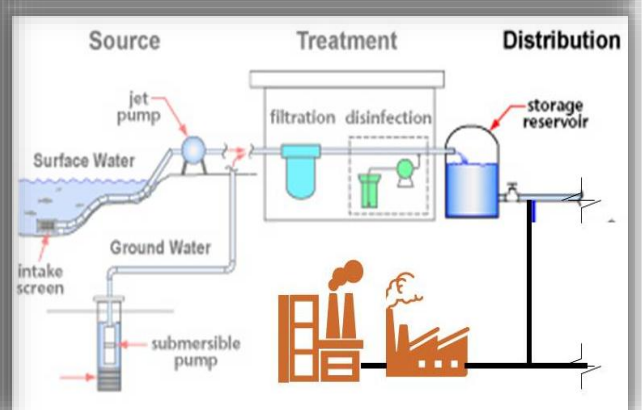 Source
Treatment
Distribution
jet
pump
filtration
disinfection
storage
reservoir
Surface Water
Ground Water
intake
screen
submersible
pump